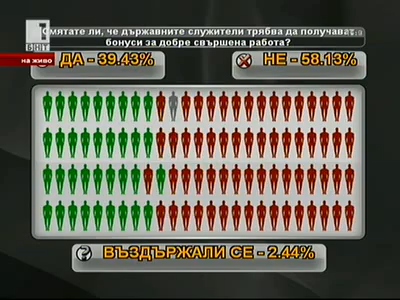 1
БНТ
на живо
Смятате ли, че държавните служители трябва да получават
бонуси за добре свършена работа?
ДА - 39.43%
НЕ - 58.13%
? ВЪЗДЪРЖАЛИ СЕ - 2.44%